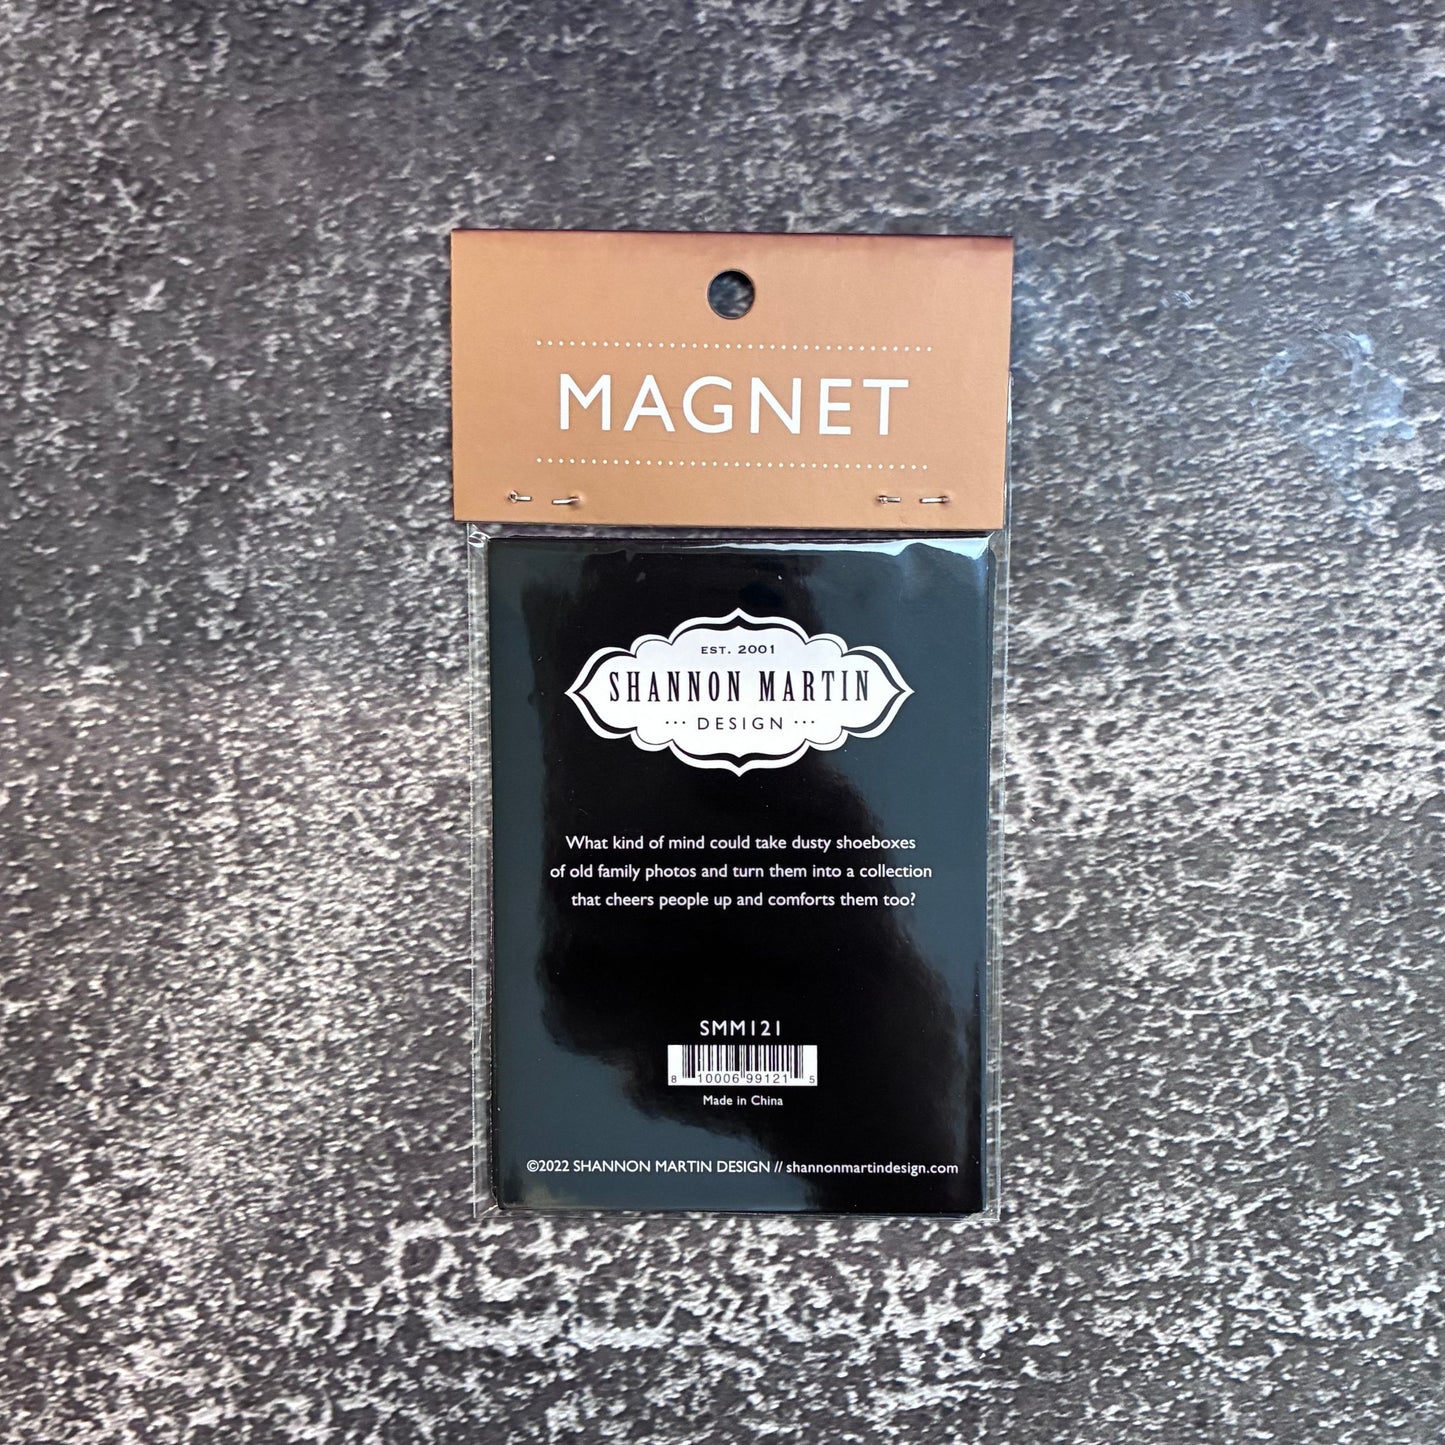 MAGNET
EST. 2001
SHANNON MARTIN
··· DESIGN ···
What kind of mind could take dusty shoeboxes
of old family photos and turn them into a collection
that cheers people up and comforts them too?
SMM121
8 10006 99121 5
Made in China
©2022 SHANNON MARTIN DESIGN // shannonmartindesign.com